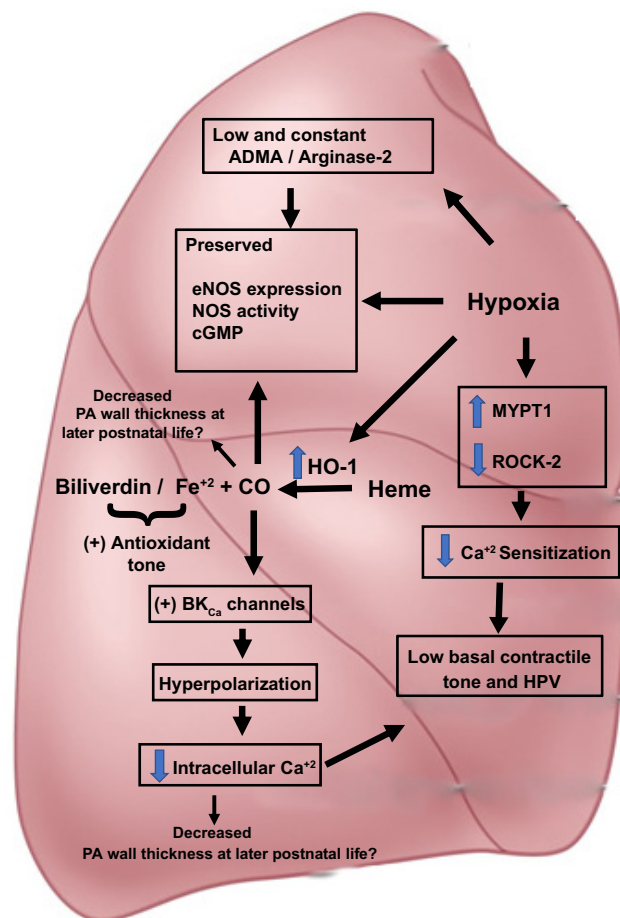 Low and constant
ADMA / Arginase-2
Preserved
eNOS expression
NOS activity
cGMP
Hypoxia
Decreased
PA wall thickness at
later postnatal life?
MYPT1
ROCK-2
HO-1
Biliverdin / Fe⁺² + CO
Heme
(+) Antioxidant
tone
Ca⁺² Sensitization
(+) BK_Ca channels
Low basal contractile
tone and HPV
Hyperpolarization
Intracellular Ca⁺²
Decreased
PA wall thickness at later postnatal life?